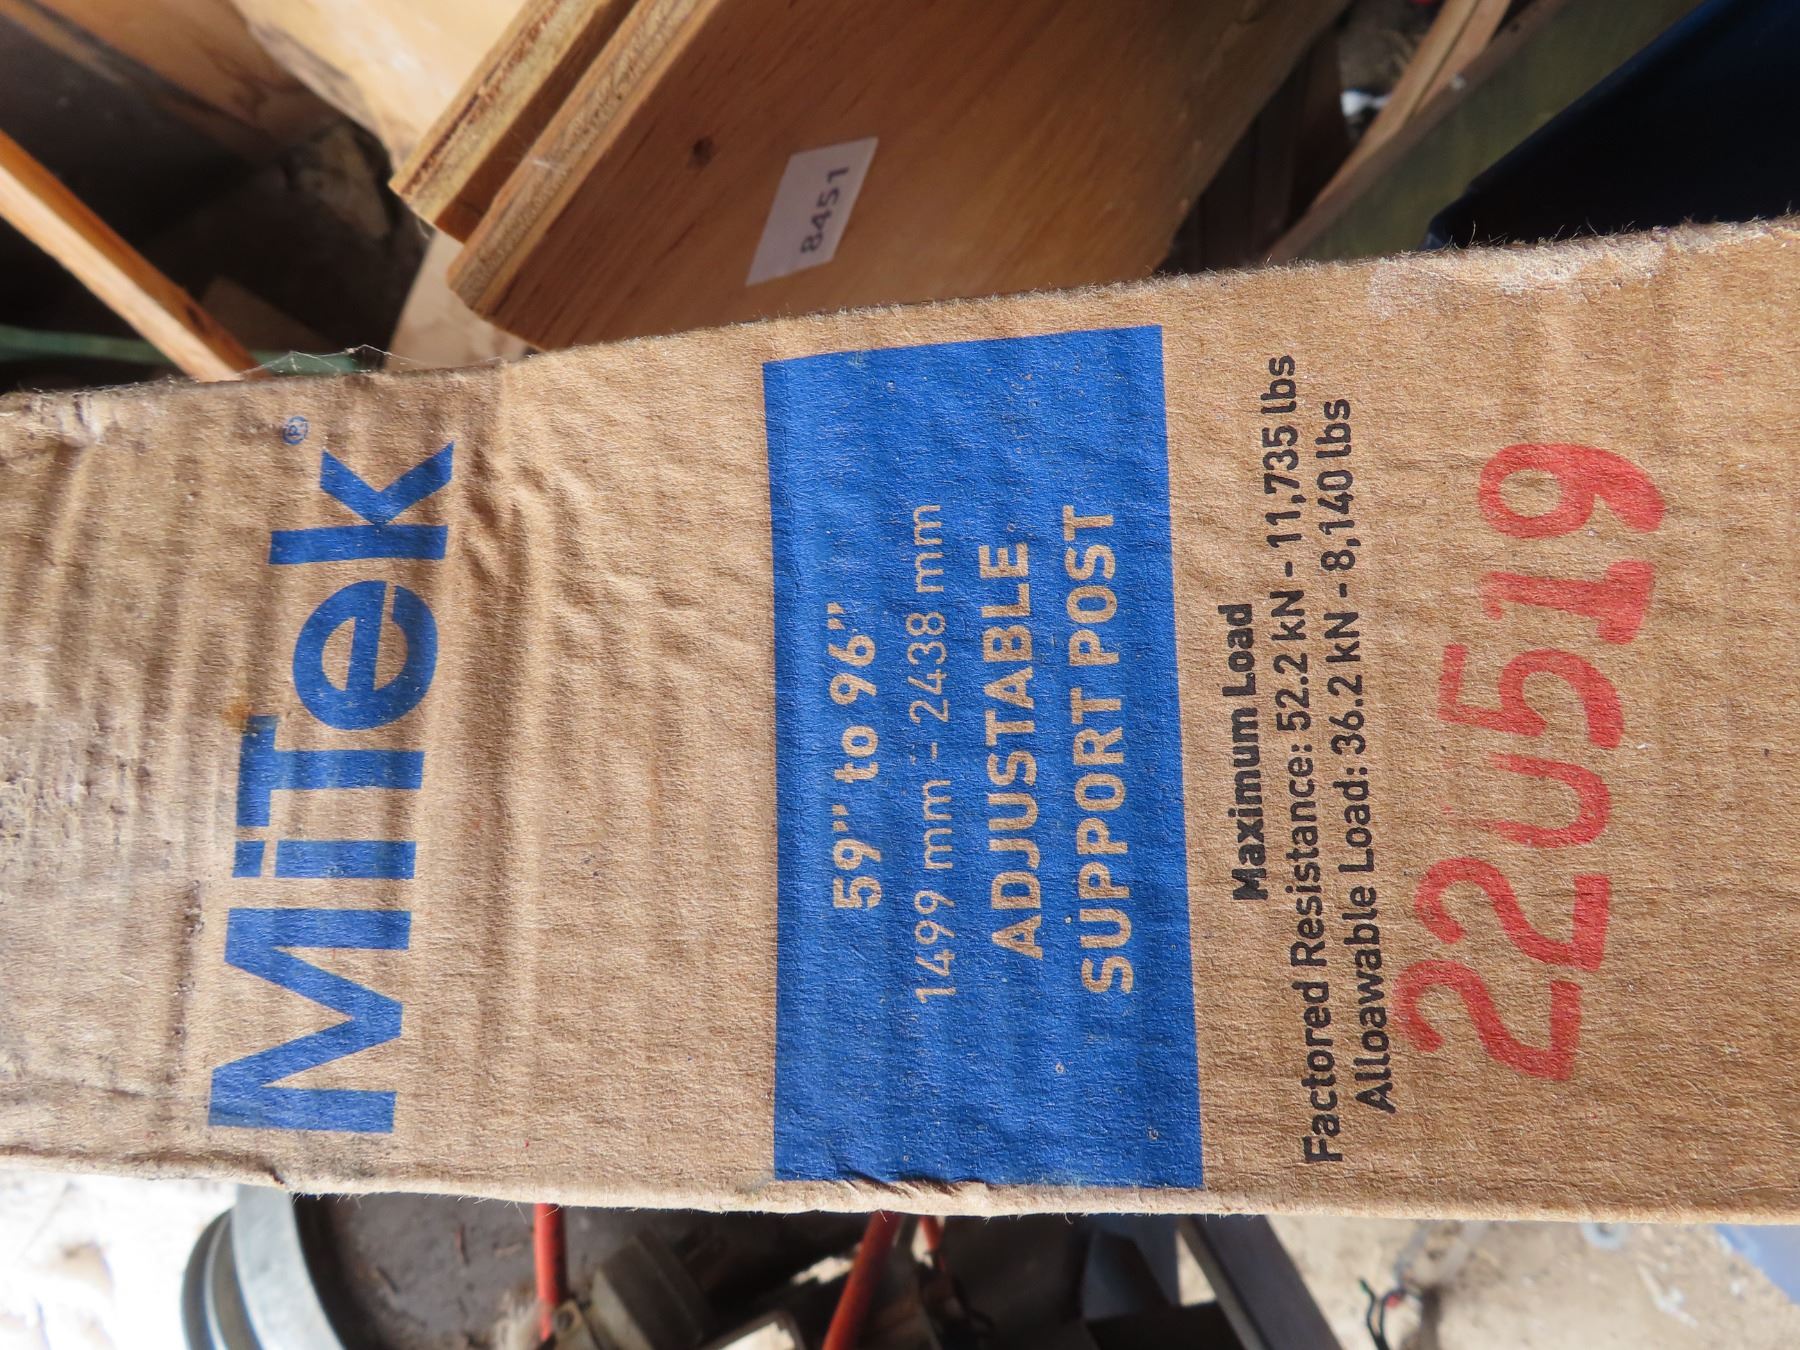 MiTek®
59" to 96"
1499 mm - 2438 mm
ADJUSTABLE
SUPPORT POST
Maximum Load
Factored Resistance: 52.2 kN - 11,735 lbs
Alloawable Load: 36.2 kN - 8,140 lbs
22U519
8451